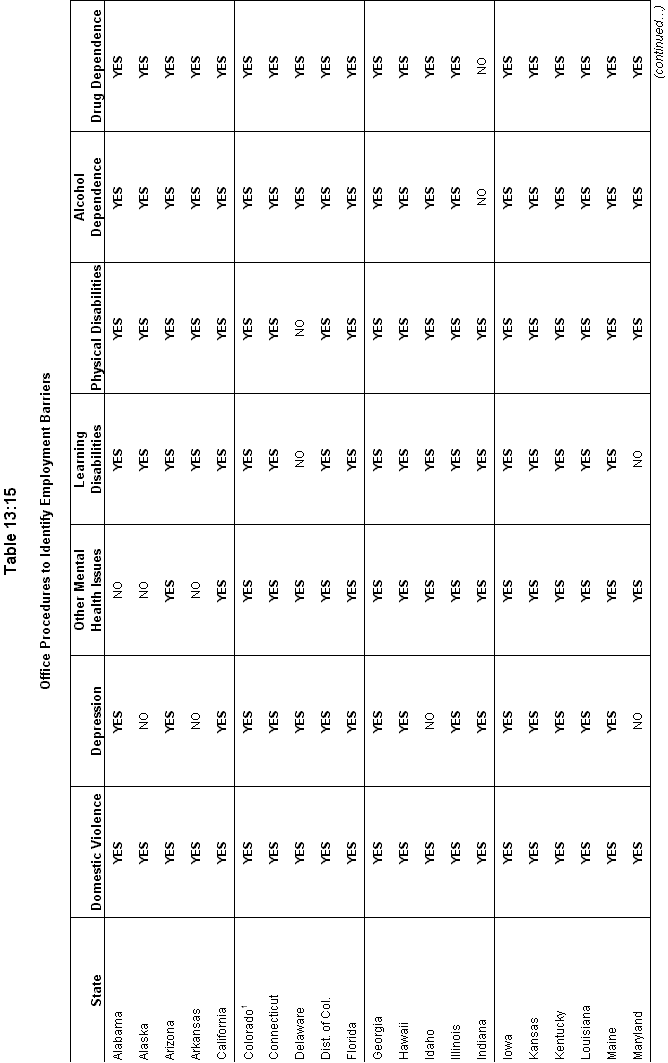 Table 13:15
Office Procedures to Identify Employment Barriers
State Domestic Violence Depression Other Mental Health Issues Learning Disabilities Physical Disabilities Alcohol Dependence Drug Dependence
Alabama YES YES NO YES YES YES YES
Alaska YES NO NO YES YES YES YES
Arizona YES YES YES YES YES YES YES
Arkansas YES NO NO YES YES YES YES
California YES YES YES YES YES YES YES
Colorado¹ YES YES YES YES YES YES YES
Connecticut YES YES YES YES YES YES YES
Delaware YES YES YES NO NO YES YES
Dist. of Col. YES YES YES YES YES YES YES
Florida YES YES YES YES YES YES YES
Georgia YES YES YES YES YES YES YES
Hawaii YES YES YES YES YES YES YES
Idaho YES NO YES YES YES YES YES
Illinois YES YES YES YES YES YES YES
Indiana YES YES YES YES YES NO NO
Iowa YES YES YES YES YES YES YES
Kansas YES YES YES YES YES YES YES
Kentucky YES YES YES YES YES YES YES
Louisiana YES YES YES YES YES YES YES
Maine YES YES YES YES YES YES YES
Maryland YES NO YES NO YES YES YES
(continued...)